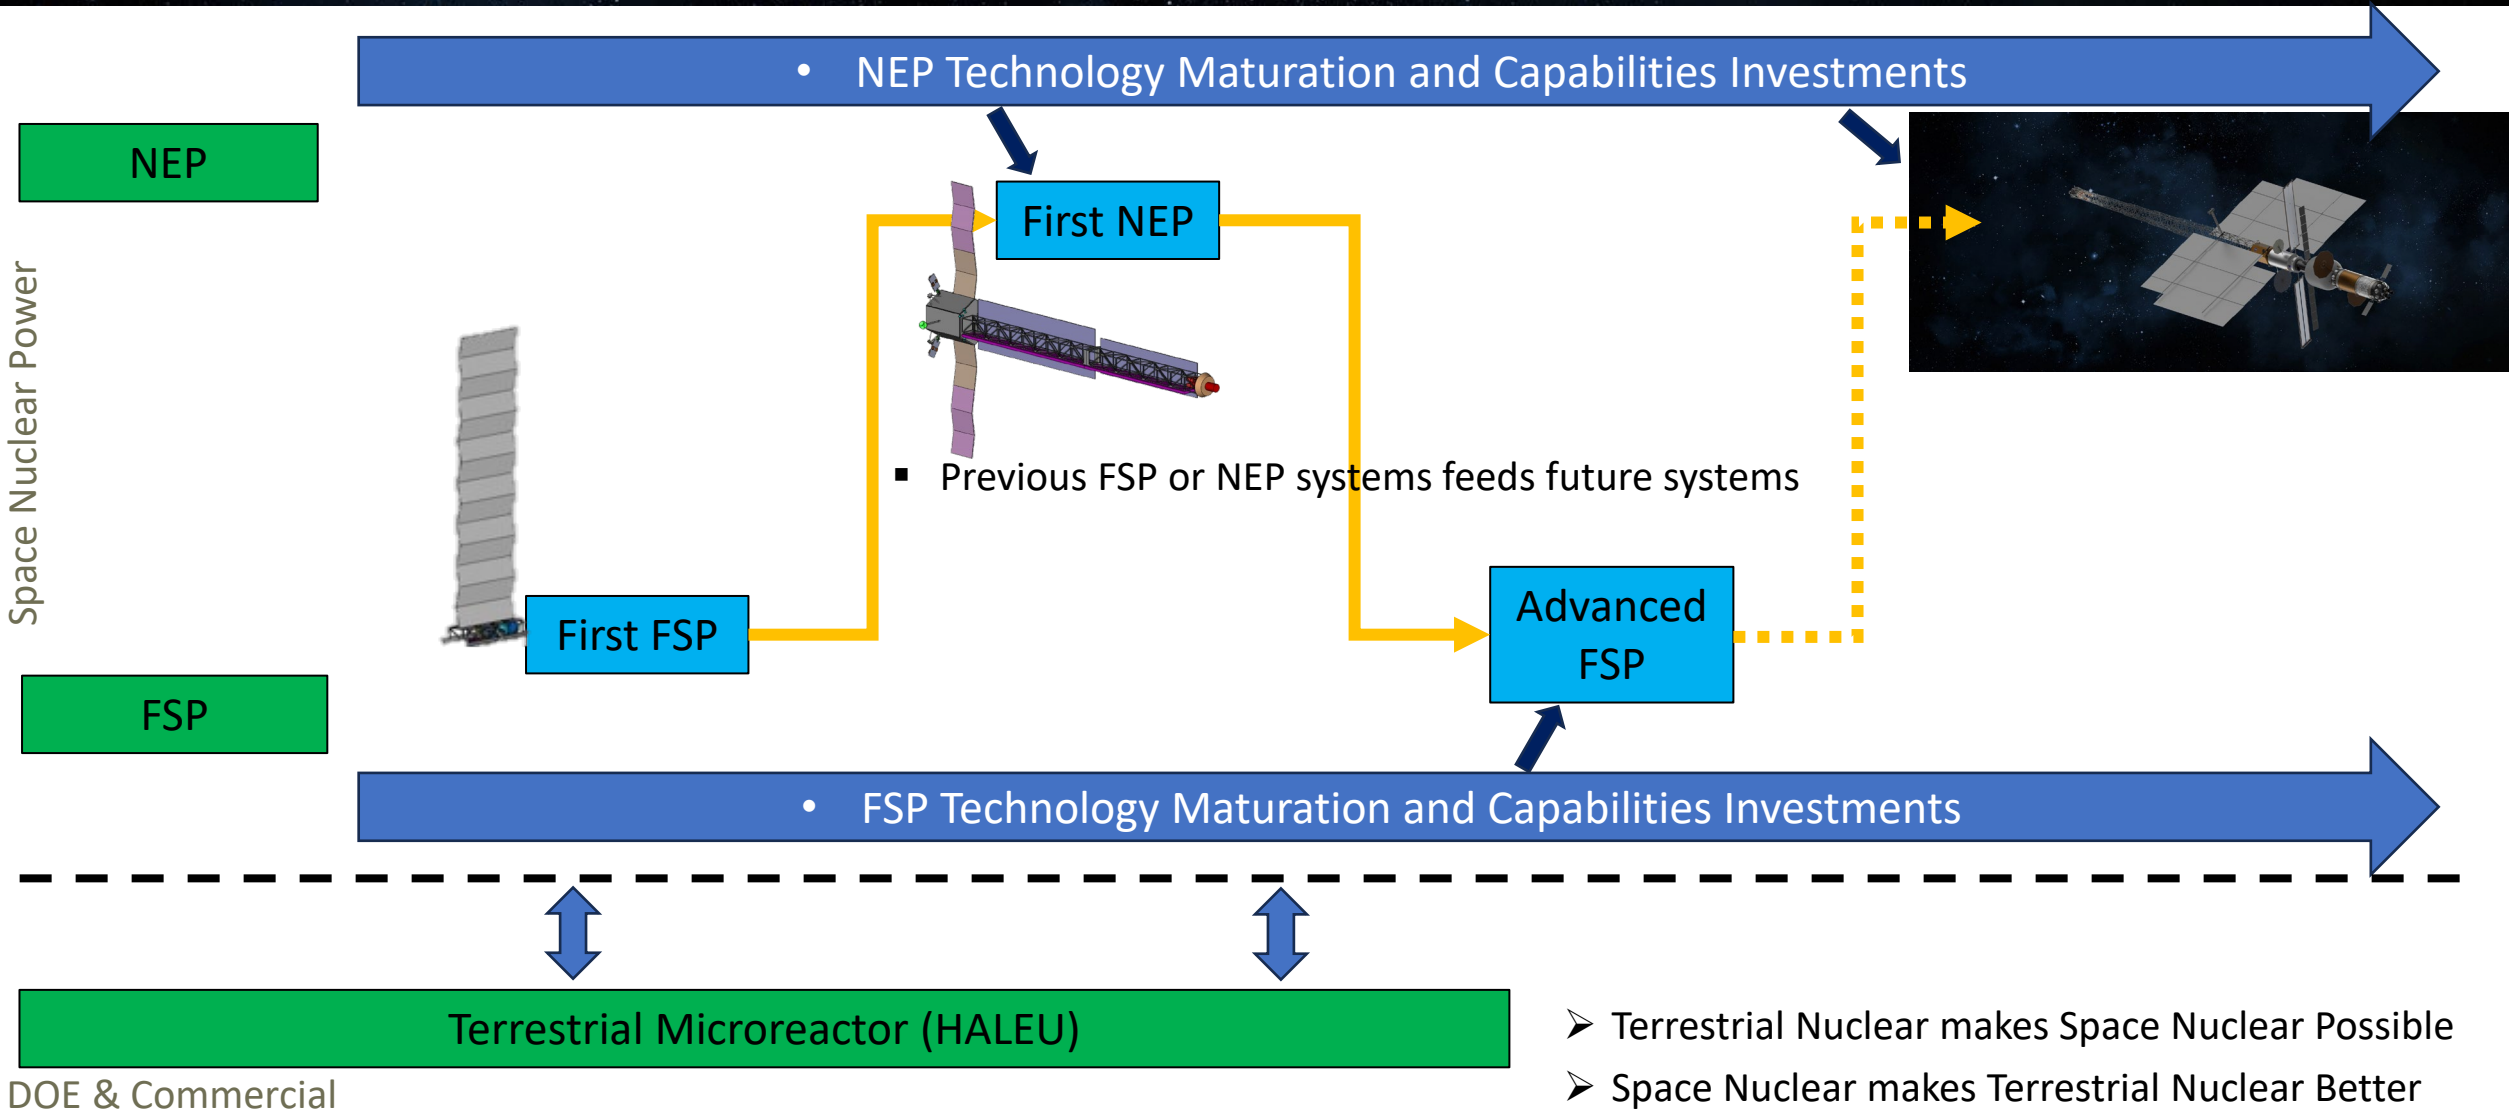 • NEP Technology Maturation and Capabilities Investments
NEP
First NEP
Space Nuclear Power
▪ Previous FSP or NEP systems feeds future systems
First FSP
Advanced
FSP
FSP
• FSP Technology Maturation and Capabilities Investments
Terrestrial Microreactor (HALEU)
DOE & Commercial
➢ Terrestrial Nuclear makes Space Nuclear Possible
➢ Space Nuclear makes Terrestrial Nuclear Better